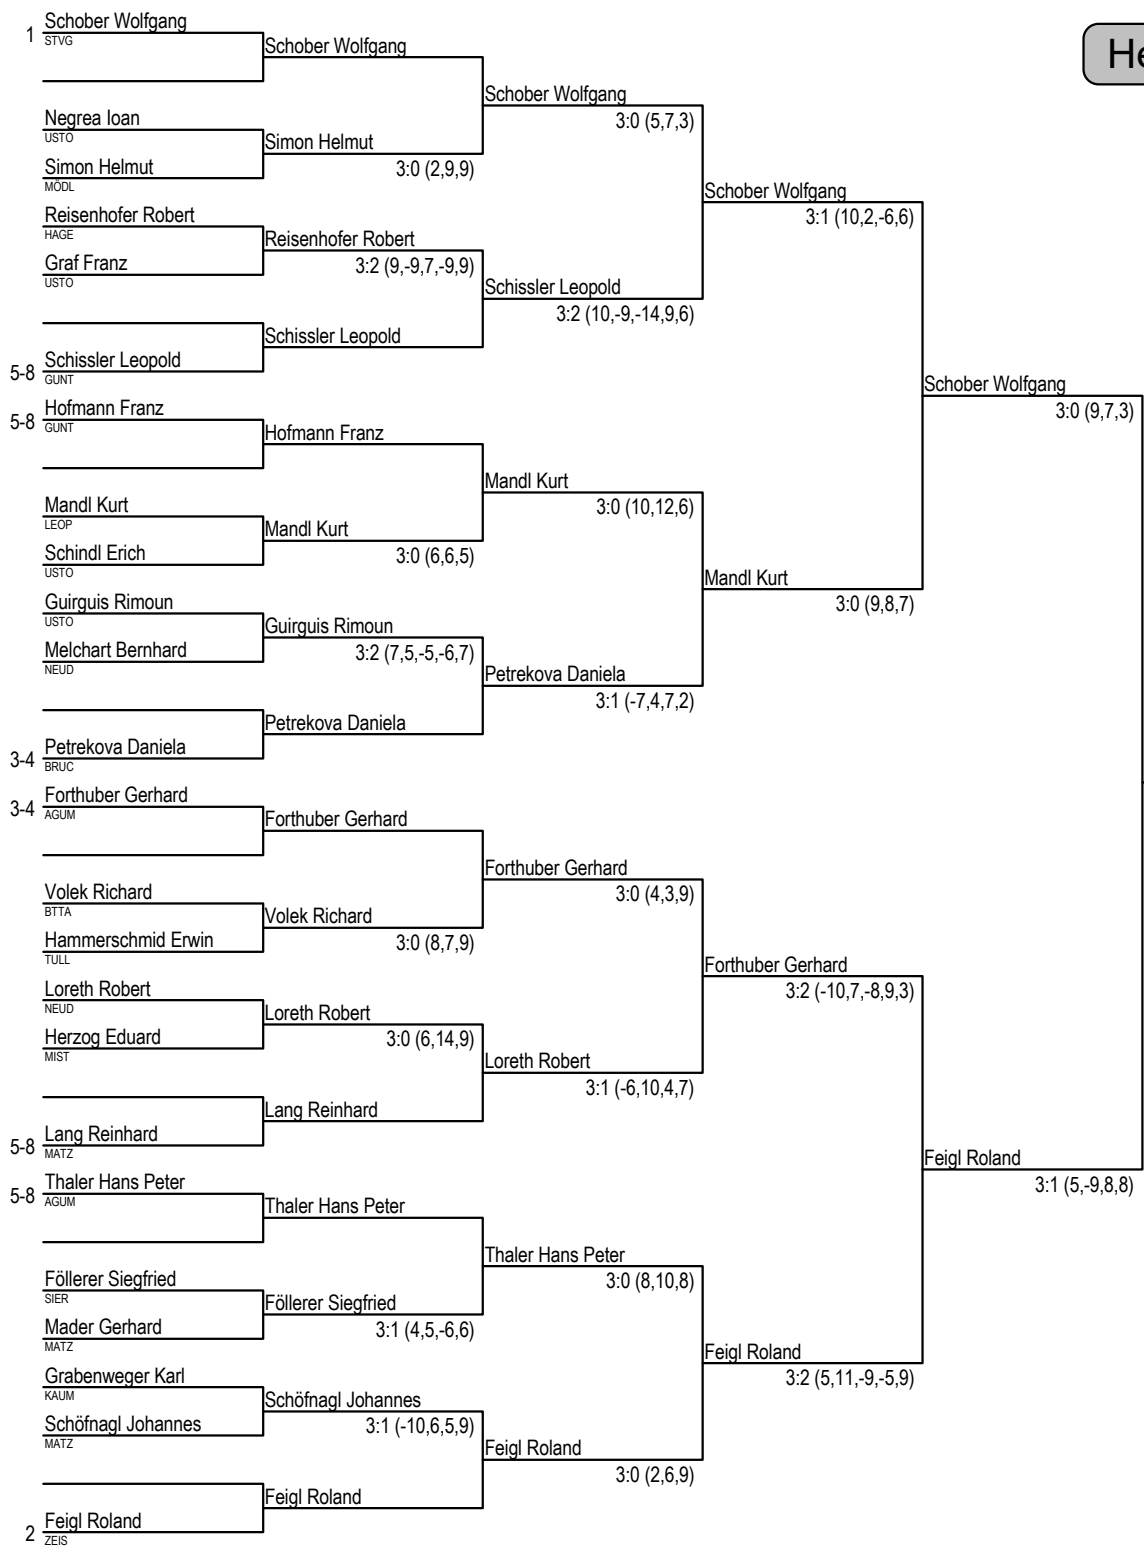 1 Schober Wolfgang
STVG
Negrea Ioan
USTO
Simon Helmut
MÖDL
Reisenhofer Robert
HAGE
Graf Franz
USTO
5-8 Schissler Leopold
GUNT
5-8 Hofmann Franz
GUNT
Mandl Kurt
LEOP
Schindl Erich
USTO
Guirguis Rimoun
USTO
Melchart Bernhard
NEUD
3-4 Petrekova Daniela
BRUC
3-4 Forthuber Gerhard
AGUM
Volek Richard
BTTA
Hammerschmid Erwin
TULL
Loreth Robert
NEUD
Herzog Eduard
MIST
5-8 Lang Reinhard
MATZ
5-8 Thaler Hans Peter
AGUM
Föllerer Siegfried
SIER
Mader Gerhard
MATZ
Grabenweger Karl
KAUM
Schöfnagl Johannes
MATZ
2 Feigl Roland
ZEIS
Schober Wolfgang
Simon Helmut
3:0 (2,9,9)
Reisenhofer Robert
3:2 (9,-9,7,-9,9)
Schissler Leopold
Hofmann Franz
Mandl Kurt
3:0 (6,6,5)
Guirguis Rimoun
3:2 (7,5,-5,-6,7)
Petrekova Daniela
Forthuber Gerhard
Volek Richard
3:0 (8,7,9)
Loreth Robert
3:0 (6,14,9)
Lang Reinhard
Thaler Hans Peter
Föllerer Siegfried
3:1 (4,5,-6,6)
Schöfnagl Johannes
3:1 (-10,6,5,9)
Feigl Roland
Schober Wolfgang
3:0 (5,7,3)
Schissler Leopold
3:2 (10,-9,-14,9,6)
Mandl Kurt
3:0 (10,12,6)
Petrekova Daniela
3:1 (-7,4,7,2)
Forthuber Gerhard
3:0 (4,3,9)
Loreth Robert
3:1 (-6,10,4,7)
Thaler Hans Peter
3:0 (8,10,8)
Feigl Roland
3:0 (2,6,9)
Schober Wolfgang
3:1 (10,2,-6,6)
Mandl Kurt
3:0 (9,8,7)
Forthuber Gerhard
3:2 (-10,7,-8,9,3)
Feigl Roland
3:2 (5,11,-9,-5,9)
Schober Wolfgang
3:0 (9,7,3)
Feigl Roland
3:1 (5,-9,8,8)